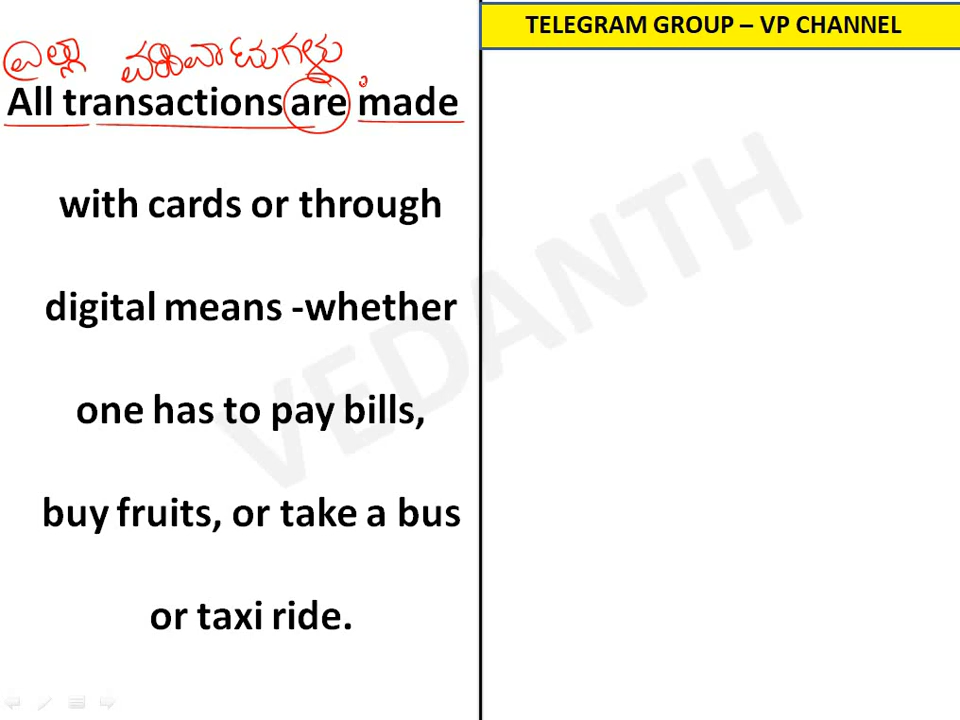 TELEGRAM GROUP – VP CHANNEL
ಎಲ್ಲಾ ವಹಿವಾಟುಗಳು
All transactions are made
with cards or through
digital means -whether
one has to pay bills,
buy fruits, or take a bus
or taxi ride.
VEDANTH